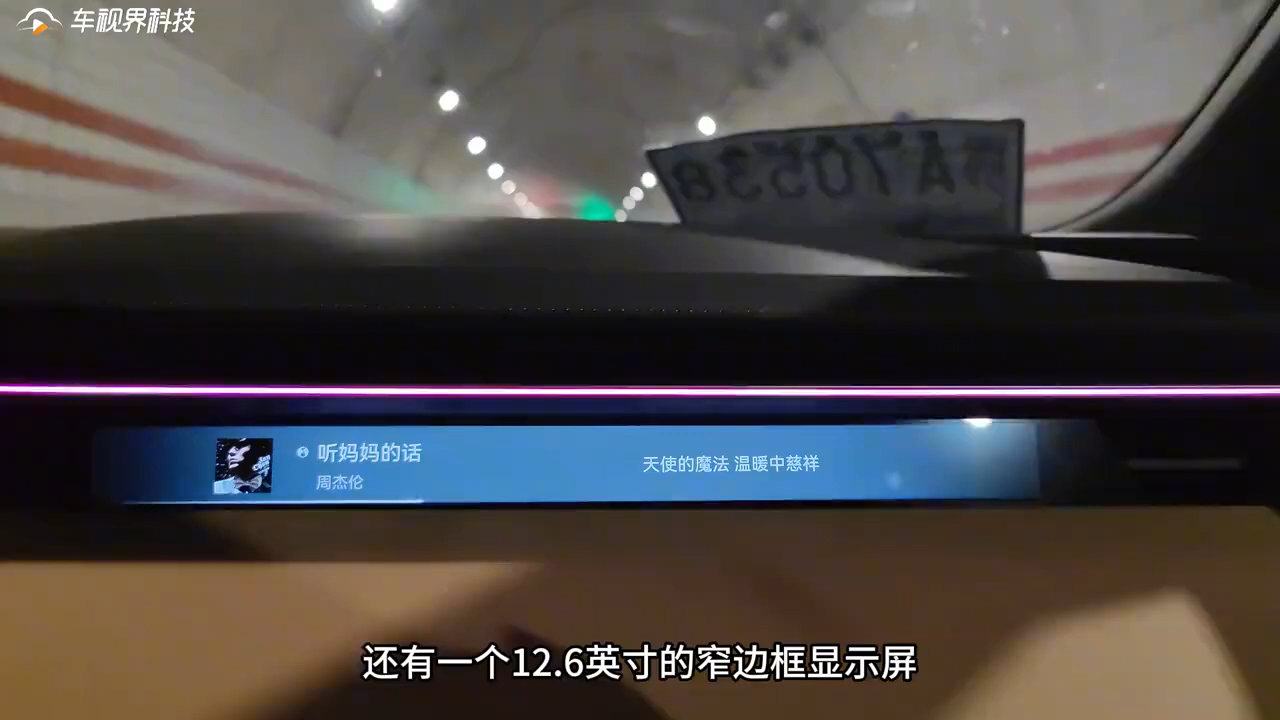 车视界科技
A70538
听妈妈的话
周杰伦
天使的魔法 温暖中慈祥
还有一个12.6英寸的窄边框显示屏